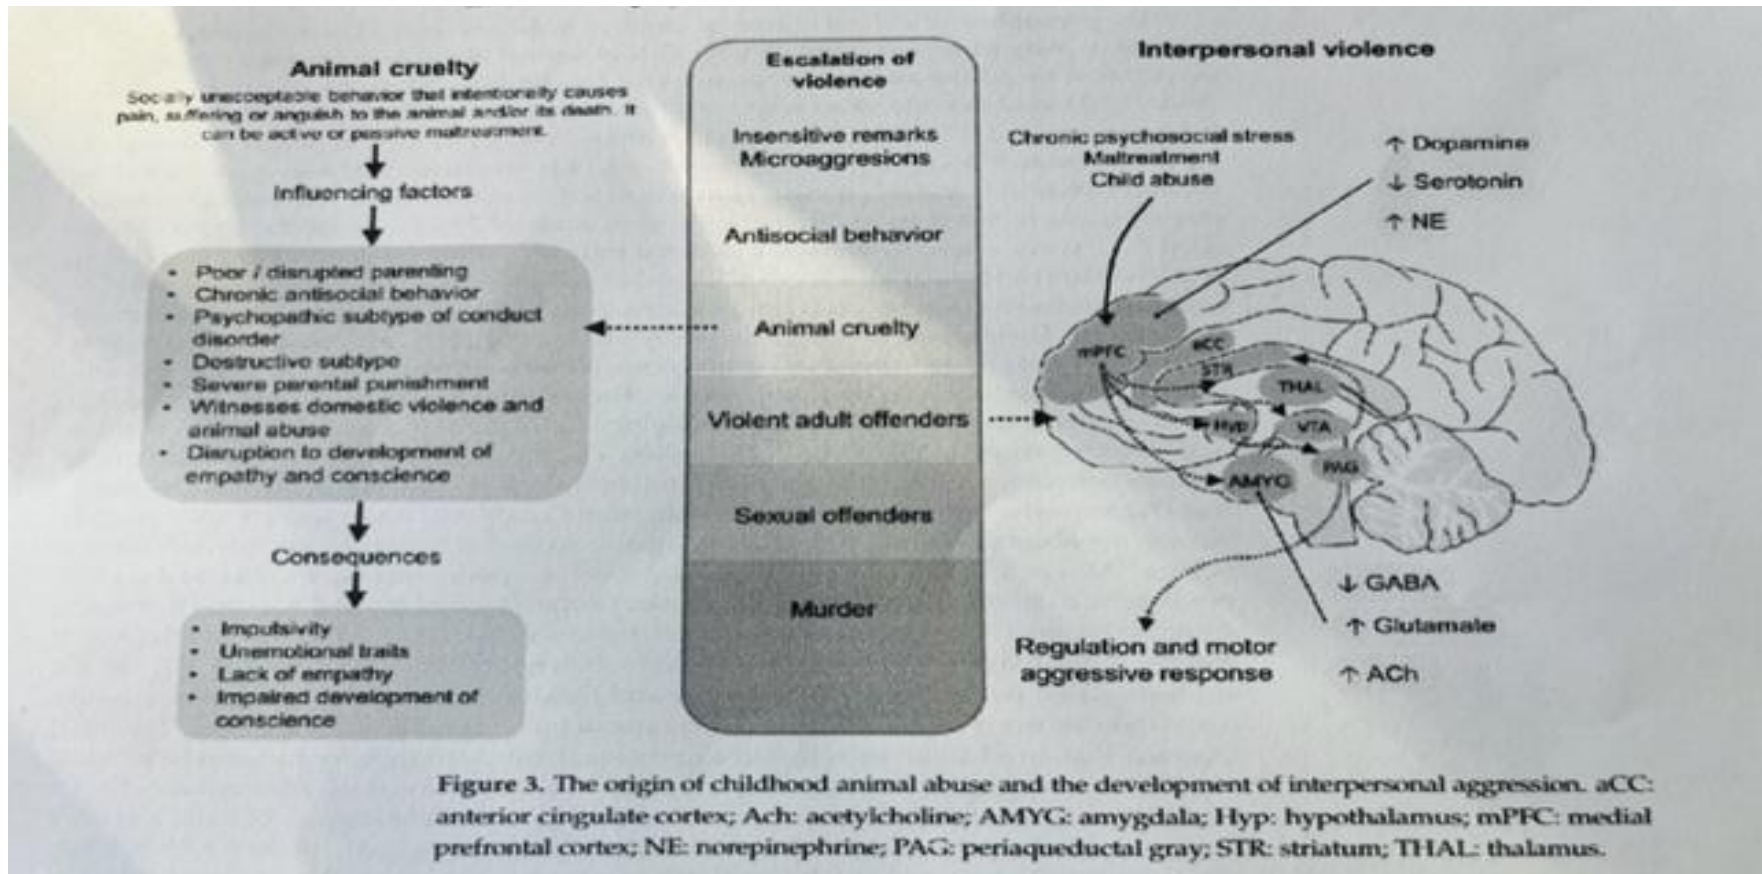 Animal cruelty
Socially unacceptable behavior that intentionally causes
pain, suffering or anguish to the animal and/or its death. It
can be active or passive maltreatment.
Influencing factors
• Poor / disrupted parenting
• Chronic antisocial behavior
• Psychopathic subtype of conduct
disorder
• Destructive subtype
• Severe parental punishment
• Witnesses domestic violence and
animal abuse
• Disruption to development of
empathy and conscience
Consequences
• Impulsivity
• Unemotional traits
• Lack of empathy
• Impaired development of
conscience
Escalation of
violence
Insensitive remarks
Microaggresions
Antisocial behavior
Animal cruelty
Violent adult offenders
Sexual offenders
Murder
Interpersonal violence
Chronic psychosocial stress
Maltreatment
Child abuse
↑ Dopamine
↓ Serotonin
↑ NE
mPFC
aCC
STR
THAL
Hyp
VTA
AMYG
PAG
↓ GABA
↑ Glutamate
↑ ACh
Regulation and motor
aggressive response
Figure 3. The origin of childhood animal abuse and the development of interpersonal aggression. aCC:
anterior cingulate cortex; Ach: acetylcholine; AMYG: amygdala; Hyp: hypothalamus; mPFC: medial
prefrontal cortex; NE: norepinephrine; PAG: periaqueductal gray; STR: striatum; THAL: thalamus.